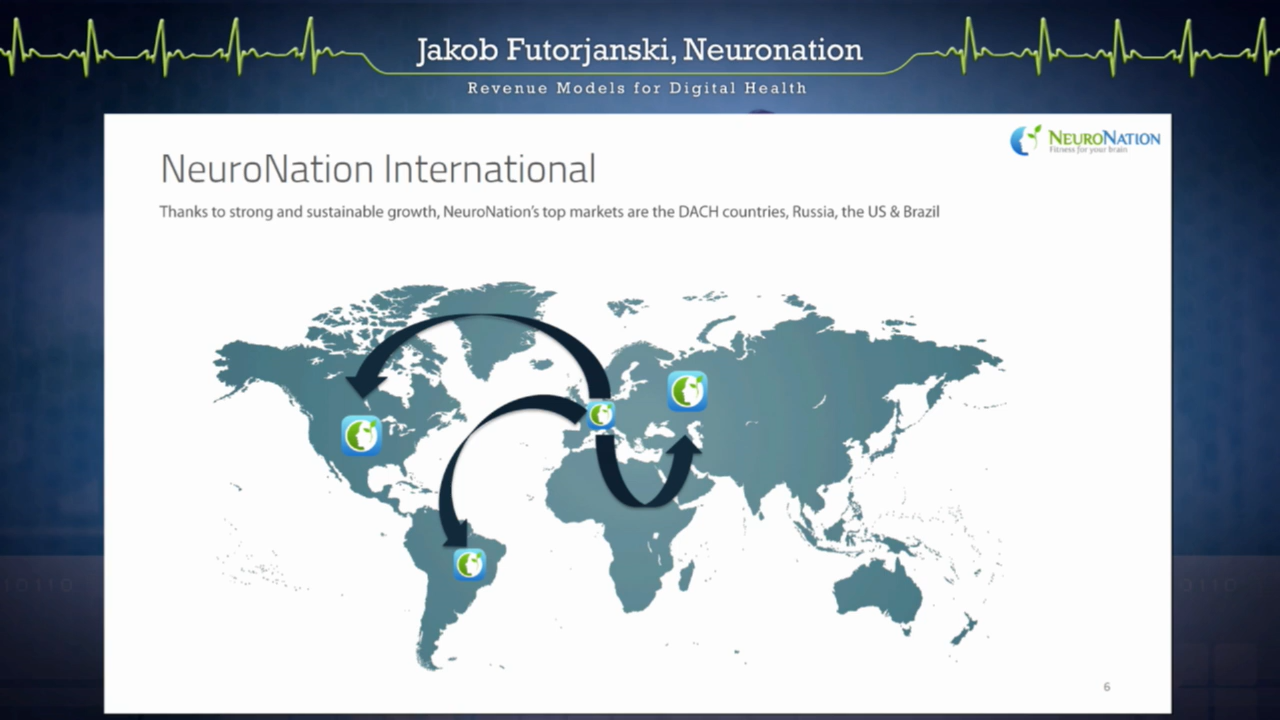 Jakob Futorjanski, Neuronation
Revenue Models for Digital Health
NEURONATION
Fitness for your brain
NeuroNation International
Thanks to strong and sustainable growth, NeuroNation's top markets are the DACH countries, Russia, the US & Brazil
6